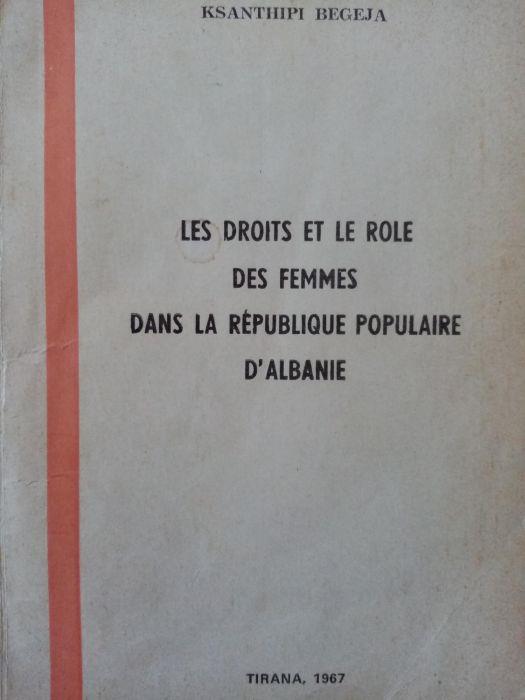 KSANTHIPI BEGEJA
LES DROITS ET LE ROLE
DES FEMMES
DANS LA RÉPUBLIQUE POPULAIRE
D'ALBANIE
TIRANA, 1967